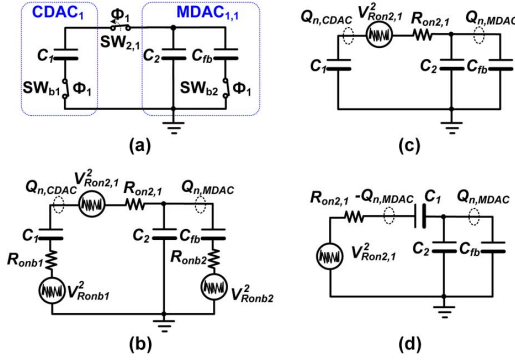 CDAC1 Φ1 MDAC1,1
SW2,1
C1 C2 Cfb
SWb1 Φ1 SWb2 Φ1
(a)
Qn,CDAC V²Ron2,1 Ron2,1 Qn,MDAC
C1 C2 Cfb
(c)
V²Ron2,1
Qn,CDAC Ron2,1 Qn,MDAC
C1 C2 Cfb
Ronb1 Ronb2
V²Ronb1 V²Ronb2
(b)
Ron2,1 -Qn,MDAC C1 Qn,MDAC
V²Ron2,1 C2 Cfb
(d)